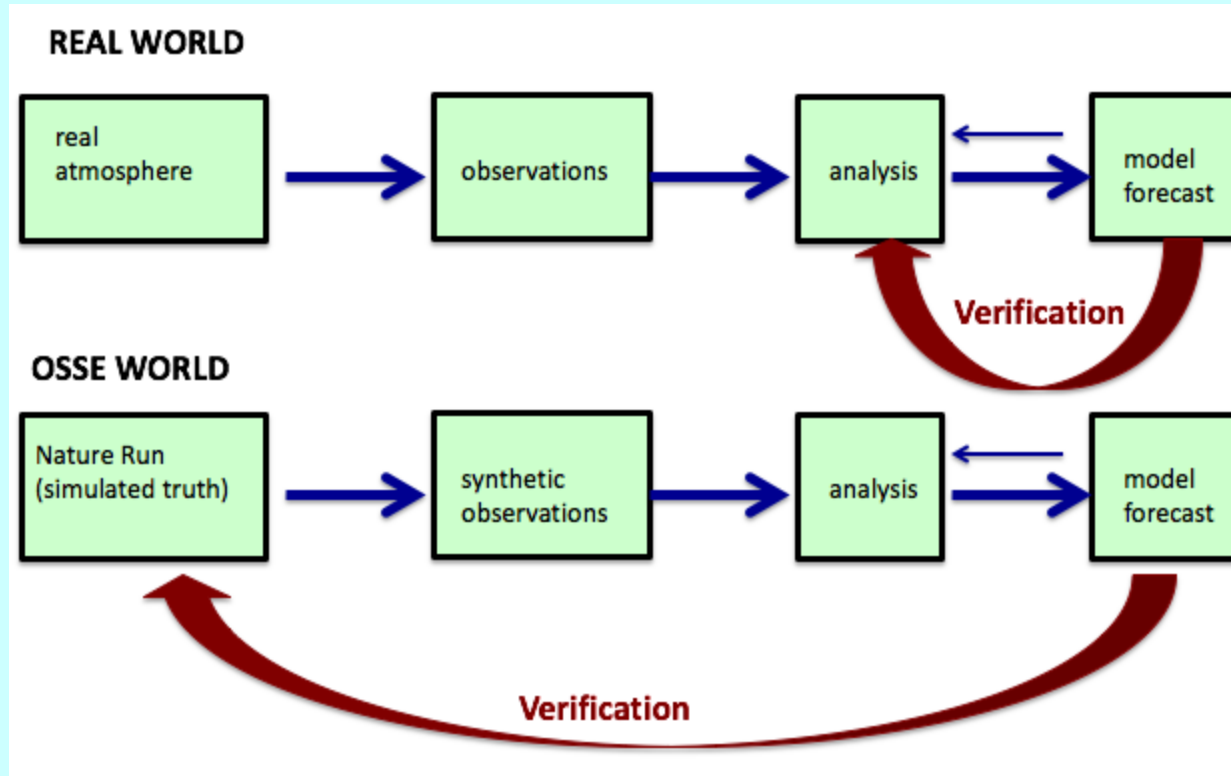 REAL WORLD
real
atmosphere
observations
analysis
model
forecast
Verification
OSSE WORLD
Nature Run
(simulated truth)
synthetic
observations
analysis
model
forecast
Verification